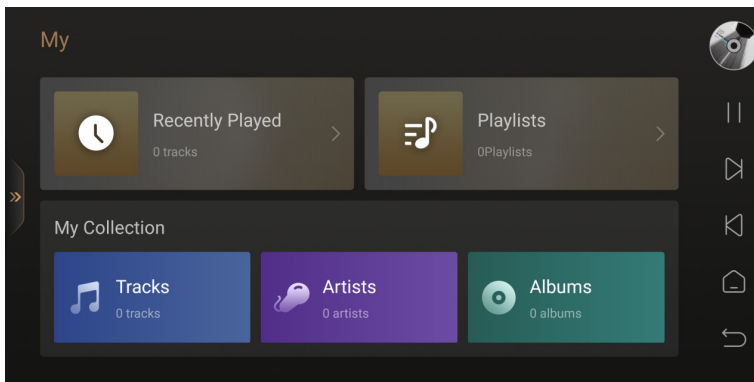 My
Recently Played
0 tracks
Playlists
0Playlists
My Collection
Tracks
0 tracks
Artists
0 artists
Albums
0 albums